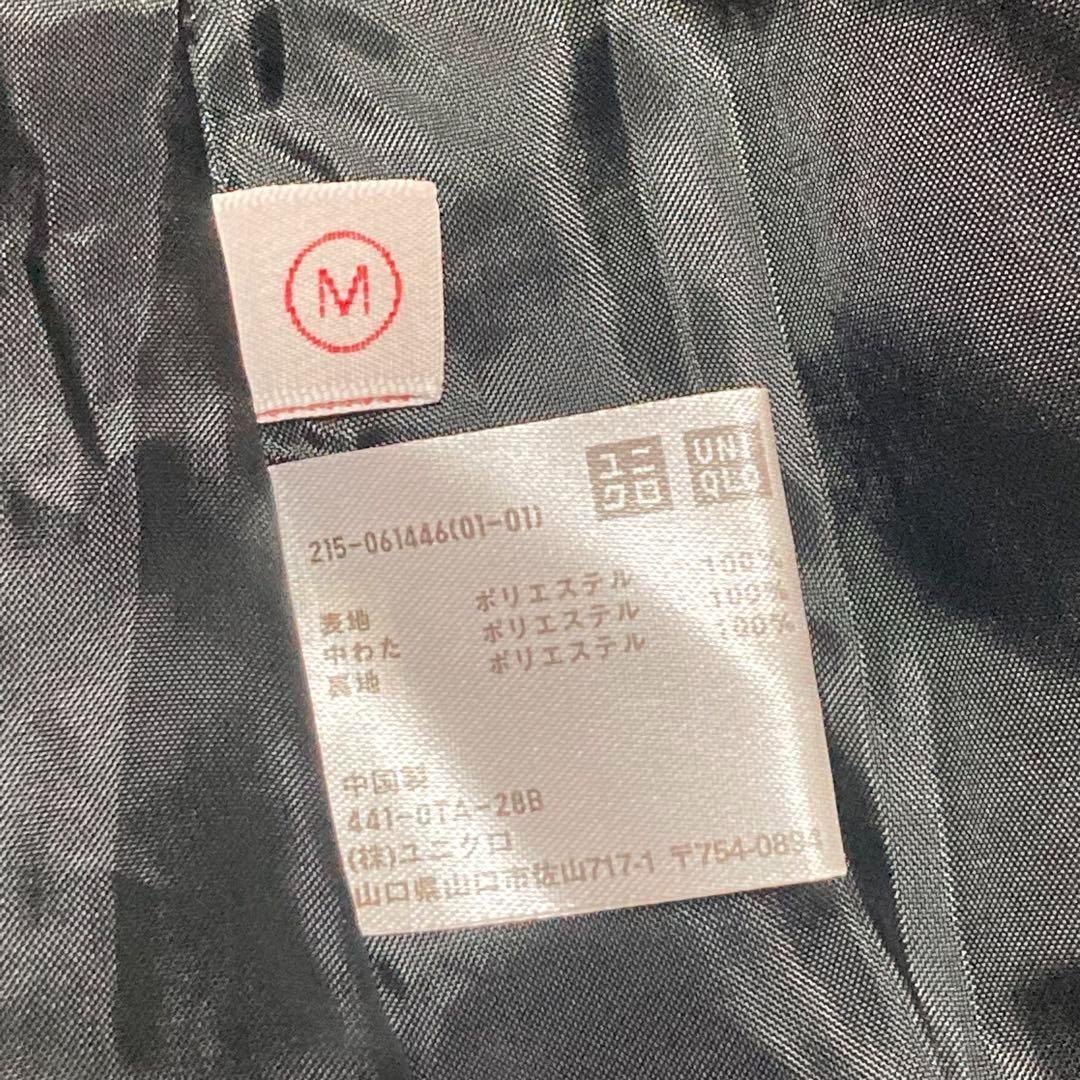 M
ユニ
クロ
UNI
QLO
215-061446(01-01)
表地 ポリエステル 100%
中わた ポリエステル 100%
裏地 ポリエステル 100%
中国製
441-0TA-28B
(株)ユニクロ
山口県山口市佐山717-1 〒754-0894